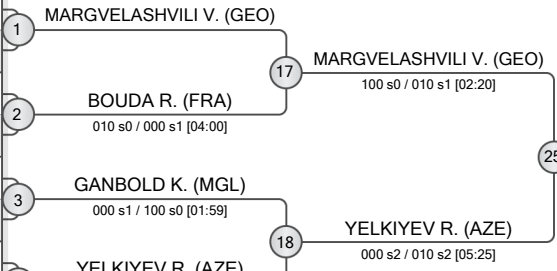 MARGVELASHVILI V. (GEO)
1
17
MARGVELASHVILI V. (GEO)
100 s0 / 010 s1 [02:20]
2
BOUDA R. (FRA)
010 s0 / 000 s1 [04:00]
25
3
GANBOLD K. (MGL)
000 s1 / 100 s0 [01:59]
18
YELKIYEV R. (AZE)
000 s2 / 010 s2 [05:25]
YELKIYEV R. (AZE)